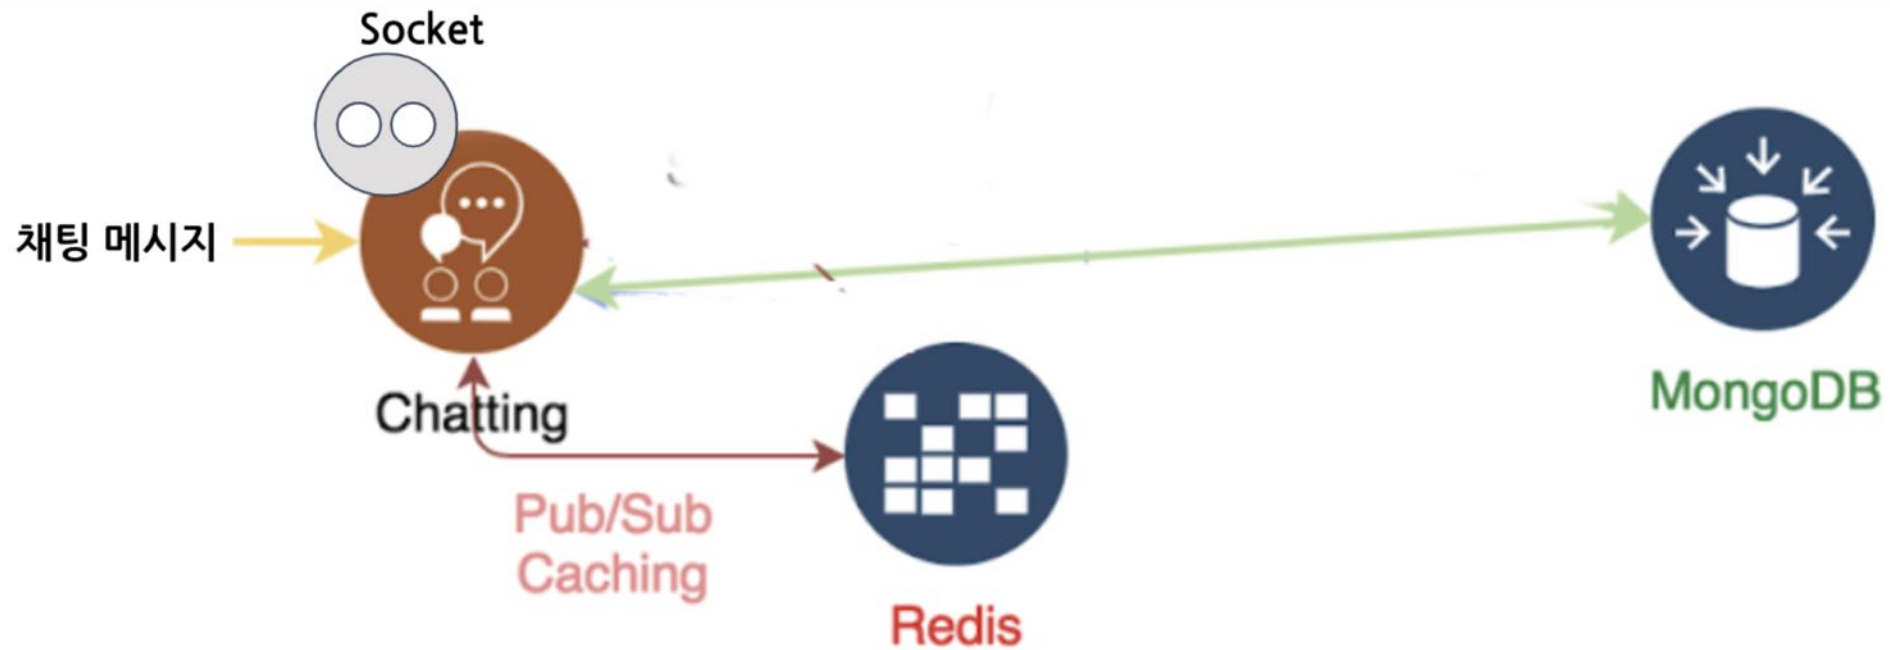 Socket
채팅 메시지
Chatting
MongoDB
Pub/Sub
Caching
Redis